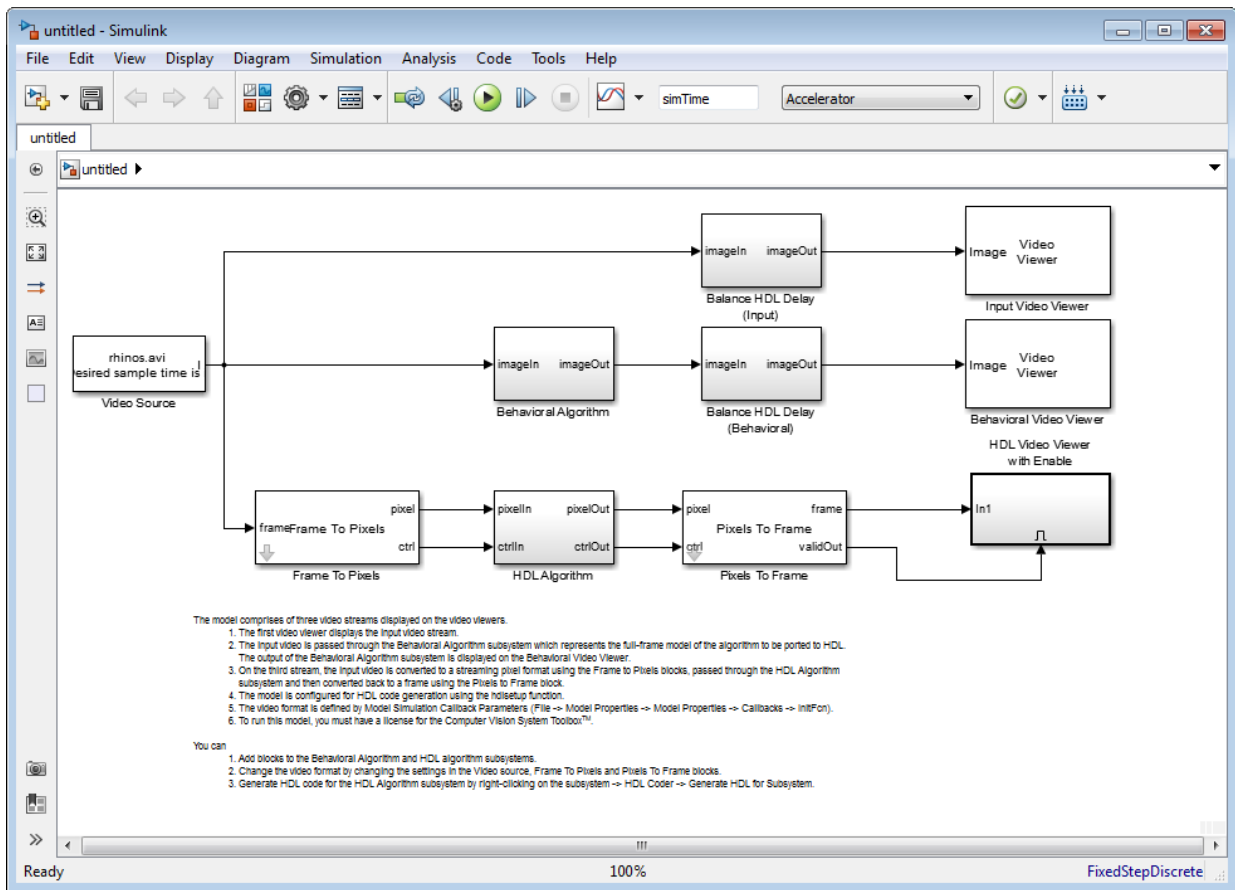 untitled - Simulink
File Edit View Display Diagram Simulation Analysis Code Tools Help
simTime Accelerator
untitled
untitled
imageIn imageOut
Balance HDL Delay
(Input)
Image Video
Viewer
Input Video Viewer
rhinos.avi
esired sample time is
I
Video Source
imageIn imageOut
Behavioral Algorithm
imageIn imageOut
Balance HDL Delay
(Behavioral)
Image Video
Viewer
Behavioral Video Viewer
HDL Video Viewer
with Enable
In1
frame Frame To Pixels pixel
ctrl
Frame To Pixels
pixelIn pixelOut
ctrlIn ctrlOut
HDL Algorithm
pixel Pixels To Frame frame
ctrl validOut
Pixels To Frame
The model comprises of three video streams displayed on the video viewers.
1. The first video viewer displays the input video stream.
2. The input video is passed through the Behavioral Algorithm subsystem which represents the full-frame model of the algorithm to be ported to HDL.
The output of the Behavioral Algorithm subsystem is displayed on the Behavioral Video Viewer.
3. On the third stream, the input video is converted to a streaming pixel format using the Frame to Pixels blocks, passed through the HDL Algorithm
subsystem and then converted back to a frame using the Pixels to Frame block.
4. The model is configured for HDL code generation using the hdlsetup function.
5. The video format is defined by Model Simulation Callback Parameters (File -> Model Properties -> Model Properties -> Callbacks -> InitFcn).
6. To run this model, you must have a license for the Computer Vision System Toolbox™.
You can
1. Add blocks to the Behavioral Algorithm and HDL algorithm subsystems.
2. Change the video format by changing the settings in the Video source, Frame To Pixels and Pixels To Frame blocks.
3. Generate HDL code for the HDL Algorithm subsystem by right-clicking on the subsystem -> HDL Coder -> Generate HDL for Subsystem.
Ready 100% FixedStepDiscrete